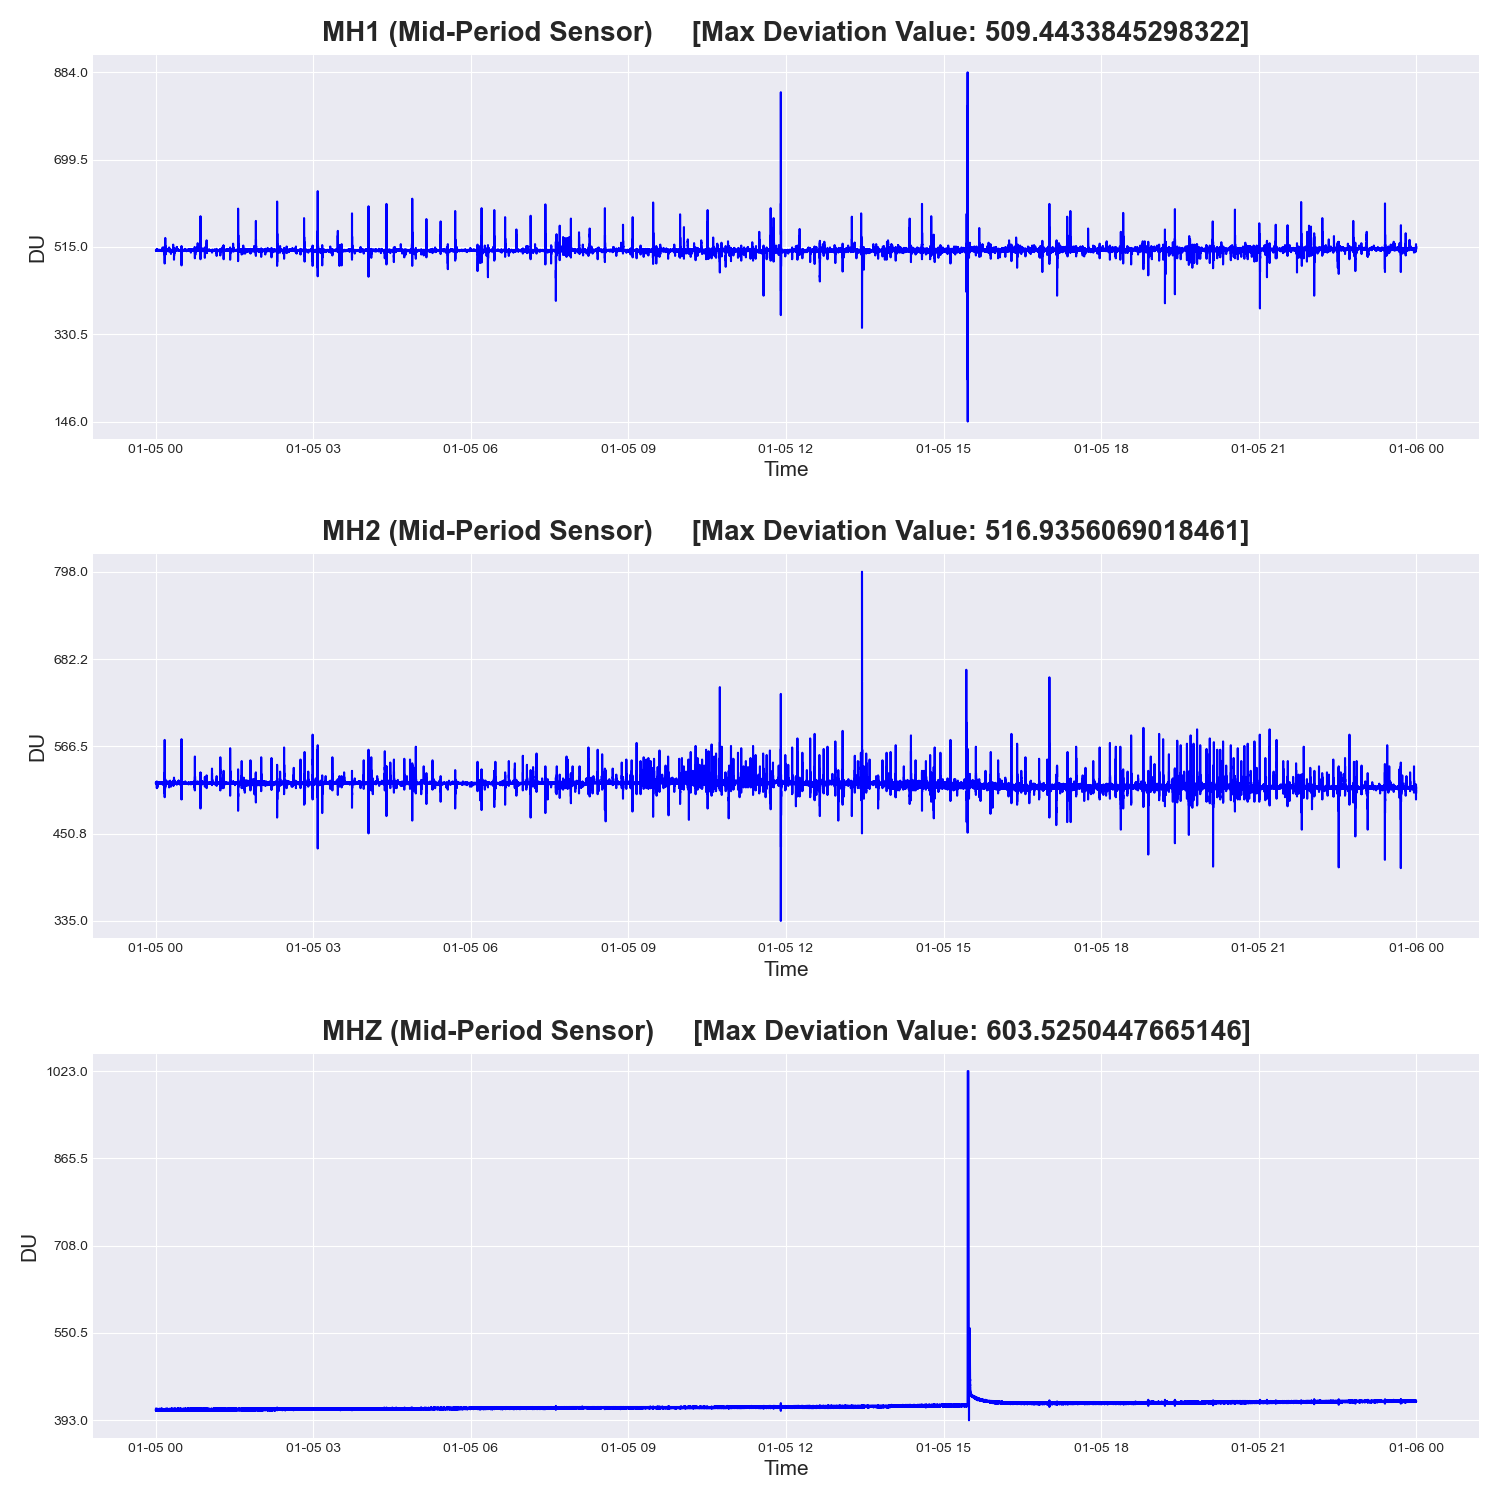 MH1 (Mid-Period Sensor) [Max Deviation Value: 509.4433845298322]
884.0
699.5
515.0
330.5
146.0
DU
01-05 00 01-05 03 01-05 06 01-05 09 01-05 12 01-05 15 01-05 18 01-05 21 01-06 00
Time
MH2 (Mid-Period Sensor) [Max Deviation Value: 516.9356069018461]
798.0
682.2
566.5
450.8
335.0
DU
01-05 00 01-05 03 01-05 06 01-05 09 01-05 12 01-05 15 01-05 18 01-05 21 01-06 00
Time
MHZ (Mid-Period Sensor) [Max Deviation Value: 603.5250447665146]
1023.0
865.5
708.0
550.5
393.0
DU
01-05 00 01-05 03 01-05 06 01-05 09 01-05 12 01-05 15 01-05 18 01-05 21 01-06 00
Time